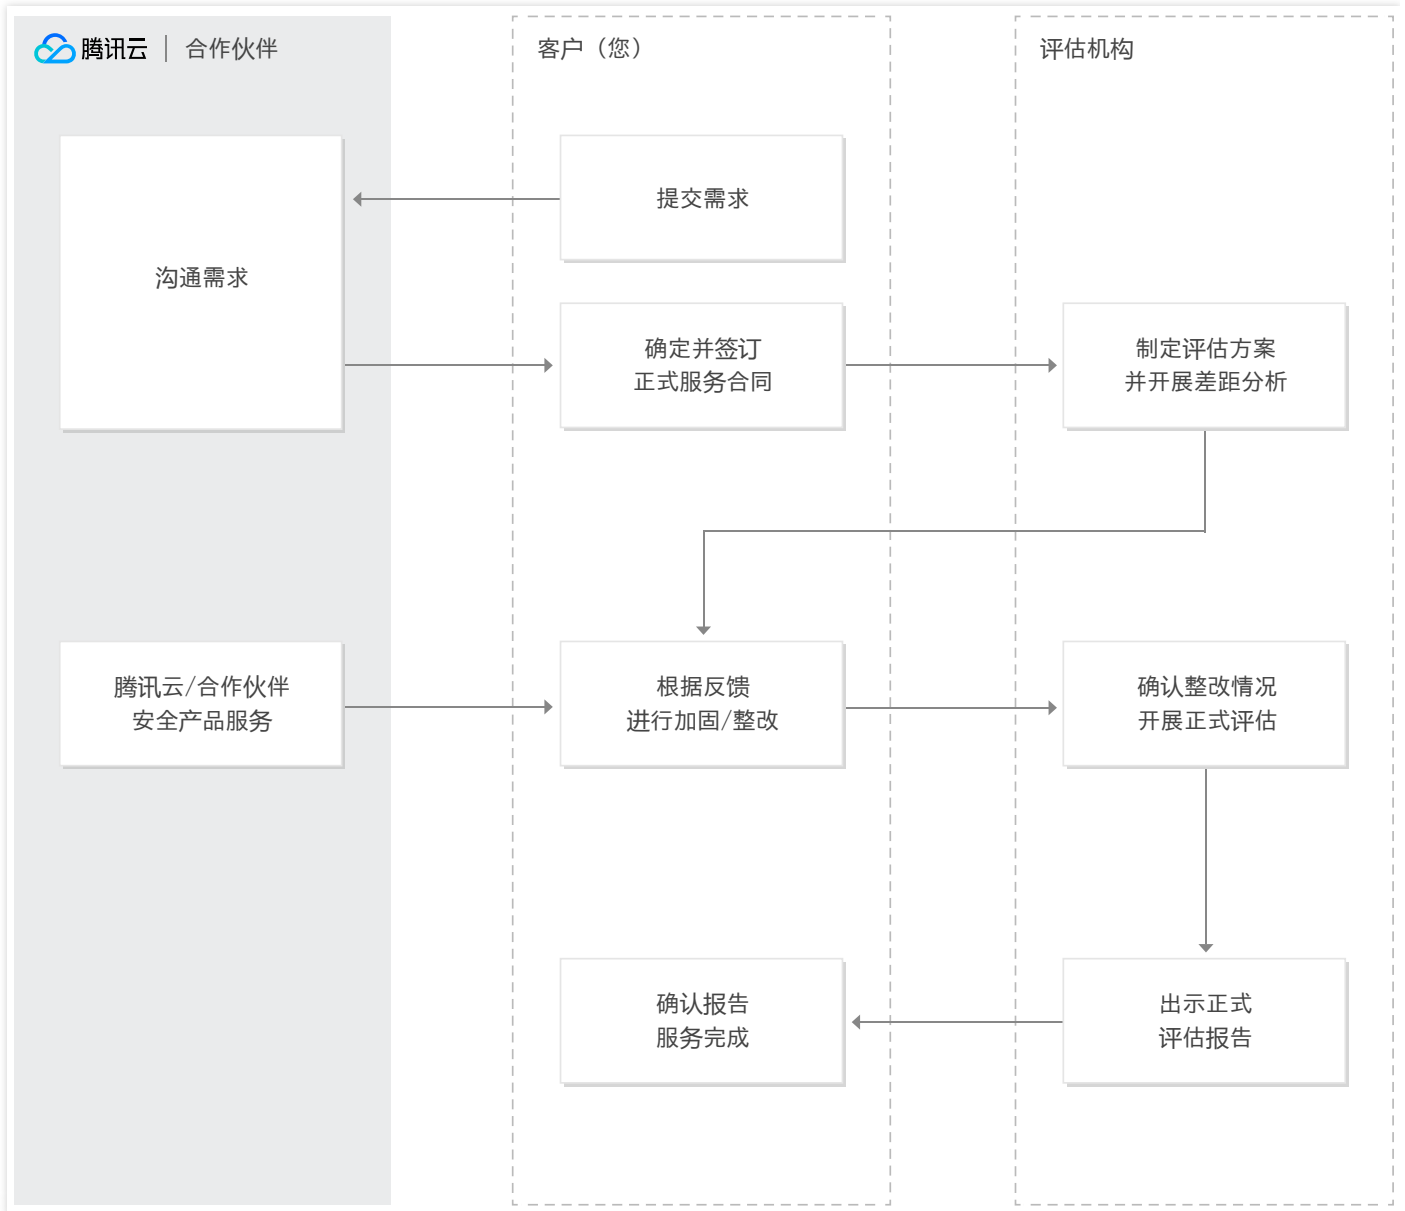 腾讯云 | 合作伙伴
客户（您）
评估机构
提交需求
沟通需求
确定并签订
正式服务合同
制定评估方案
并开展差距分析
腾讯云/合作伙伴
安全产品服务
根据反馈
进行加固/整改
确认整改情况
开展正式评估
确认报告
服务完成
出示正式
评估报告